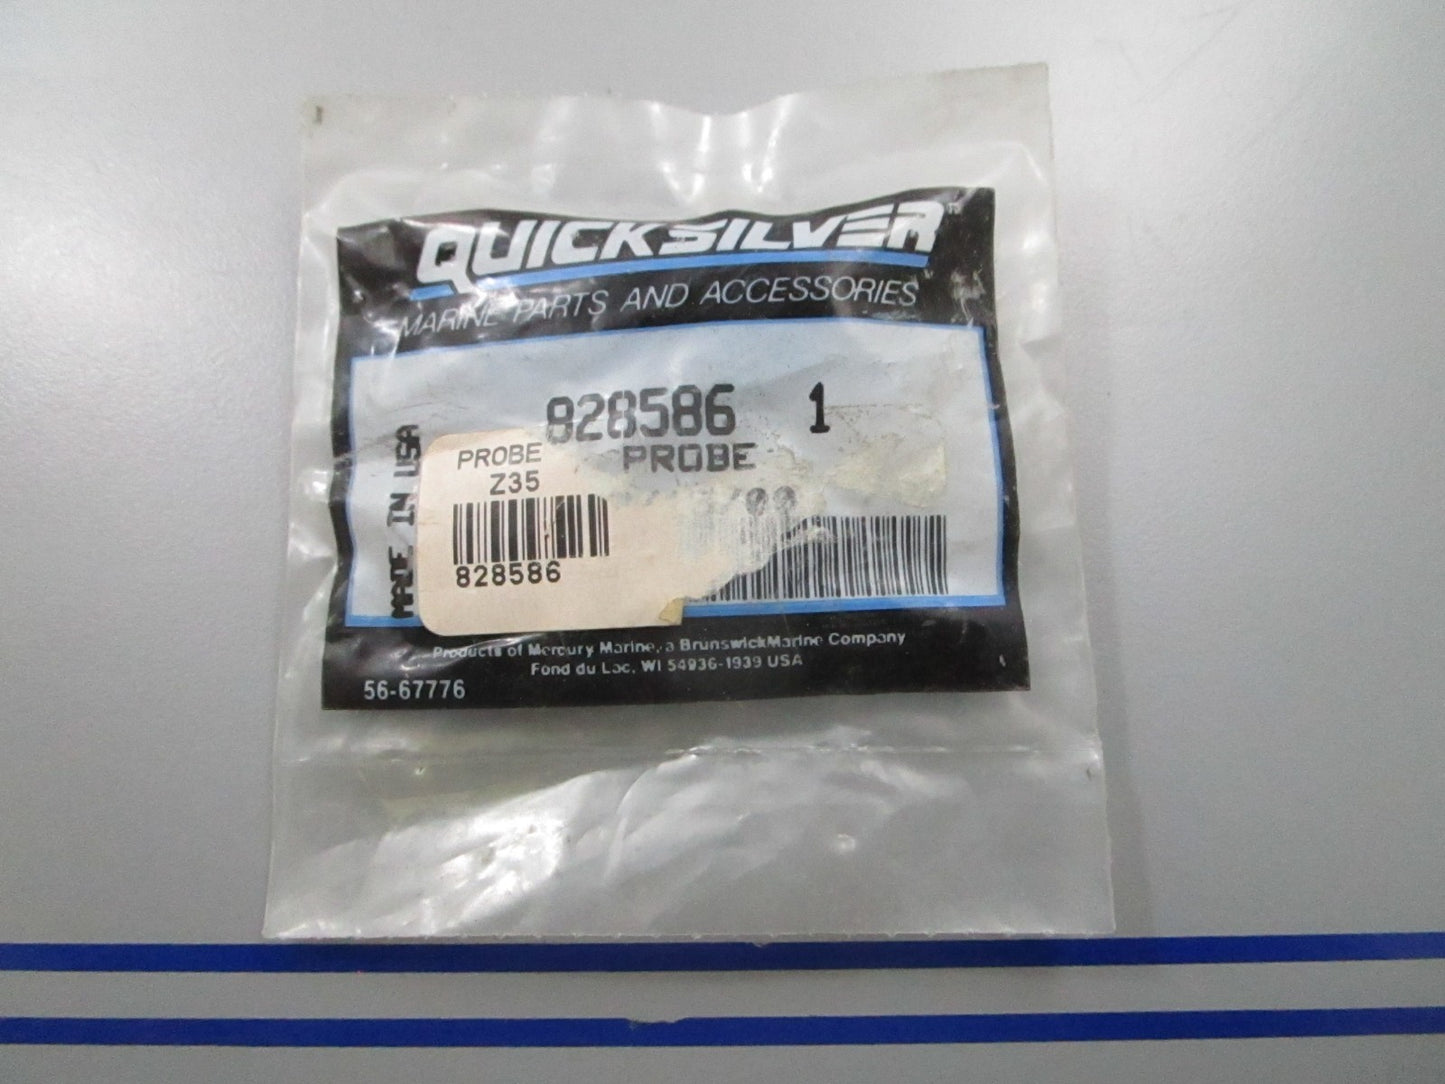 QUICKSILVER™
MARINE PARTS AND ACCESSORIES
828586 1
PROBE
MADE IN USA
PROBE
Z35
828586
Products of Mercury Marine, a Brunswick Marine Company
Fond du Lac, WI 54936-1939 USA
56-67776